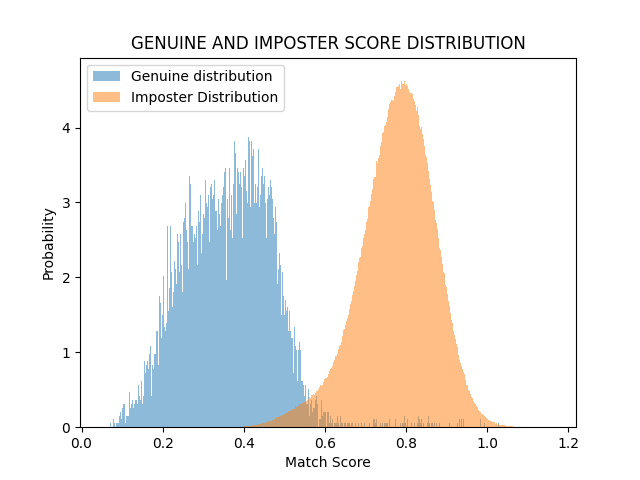 GENUINE AND IMPOSTER SCORE DISTRIBUTION
Genuine distribution
Imposter Distribution
Probability
4
3
2
1
0
0.0 0.2 0.4 0.6 0.8 1.0 1.2
Match Score